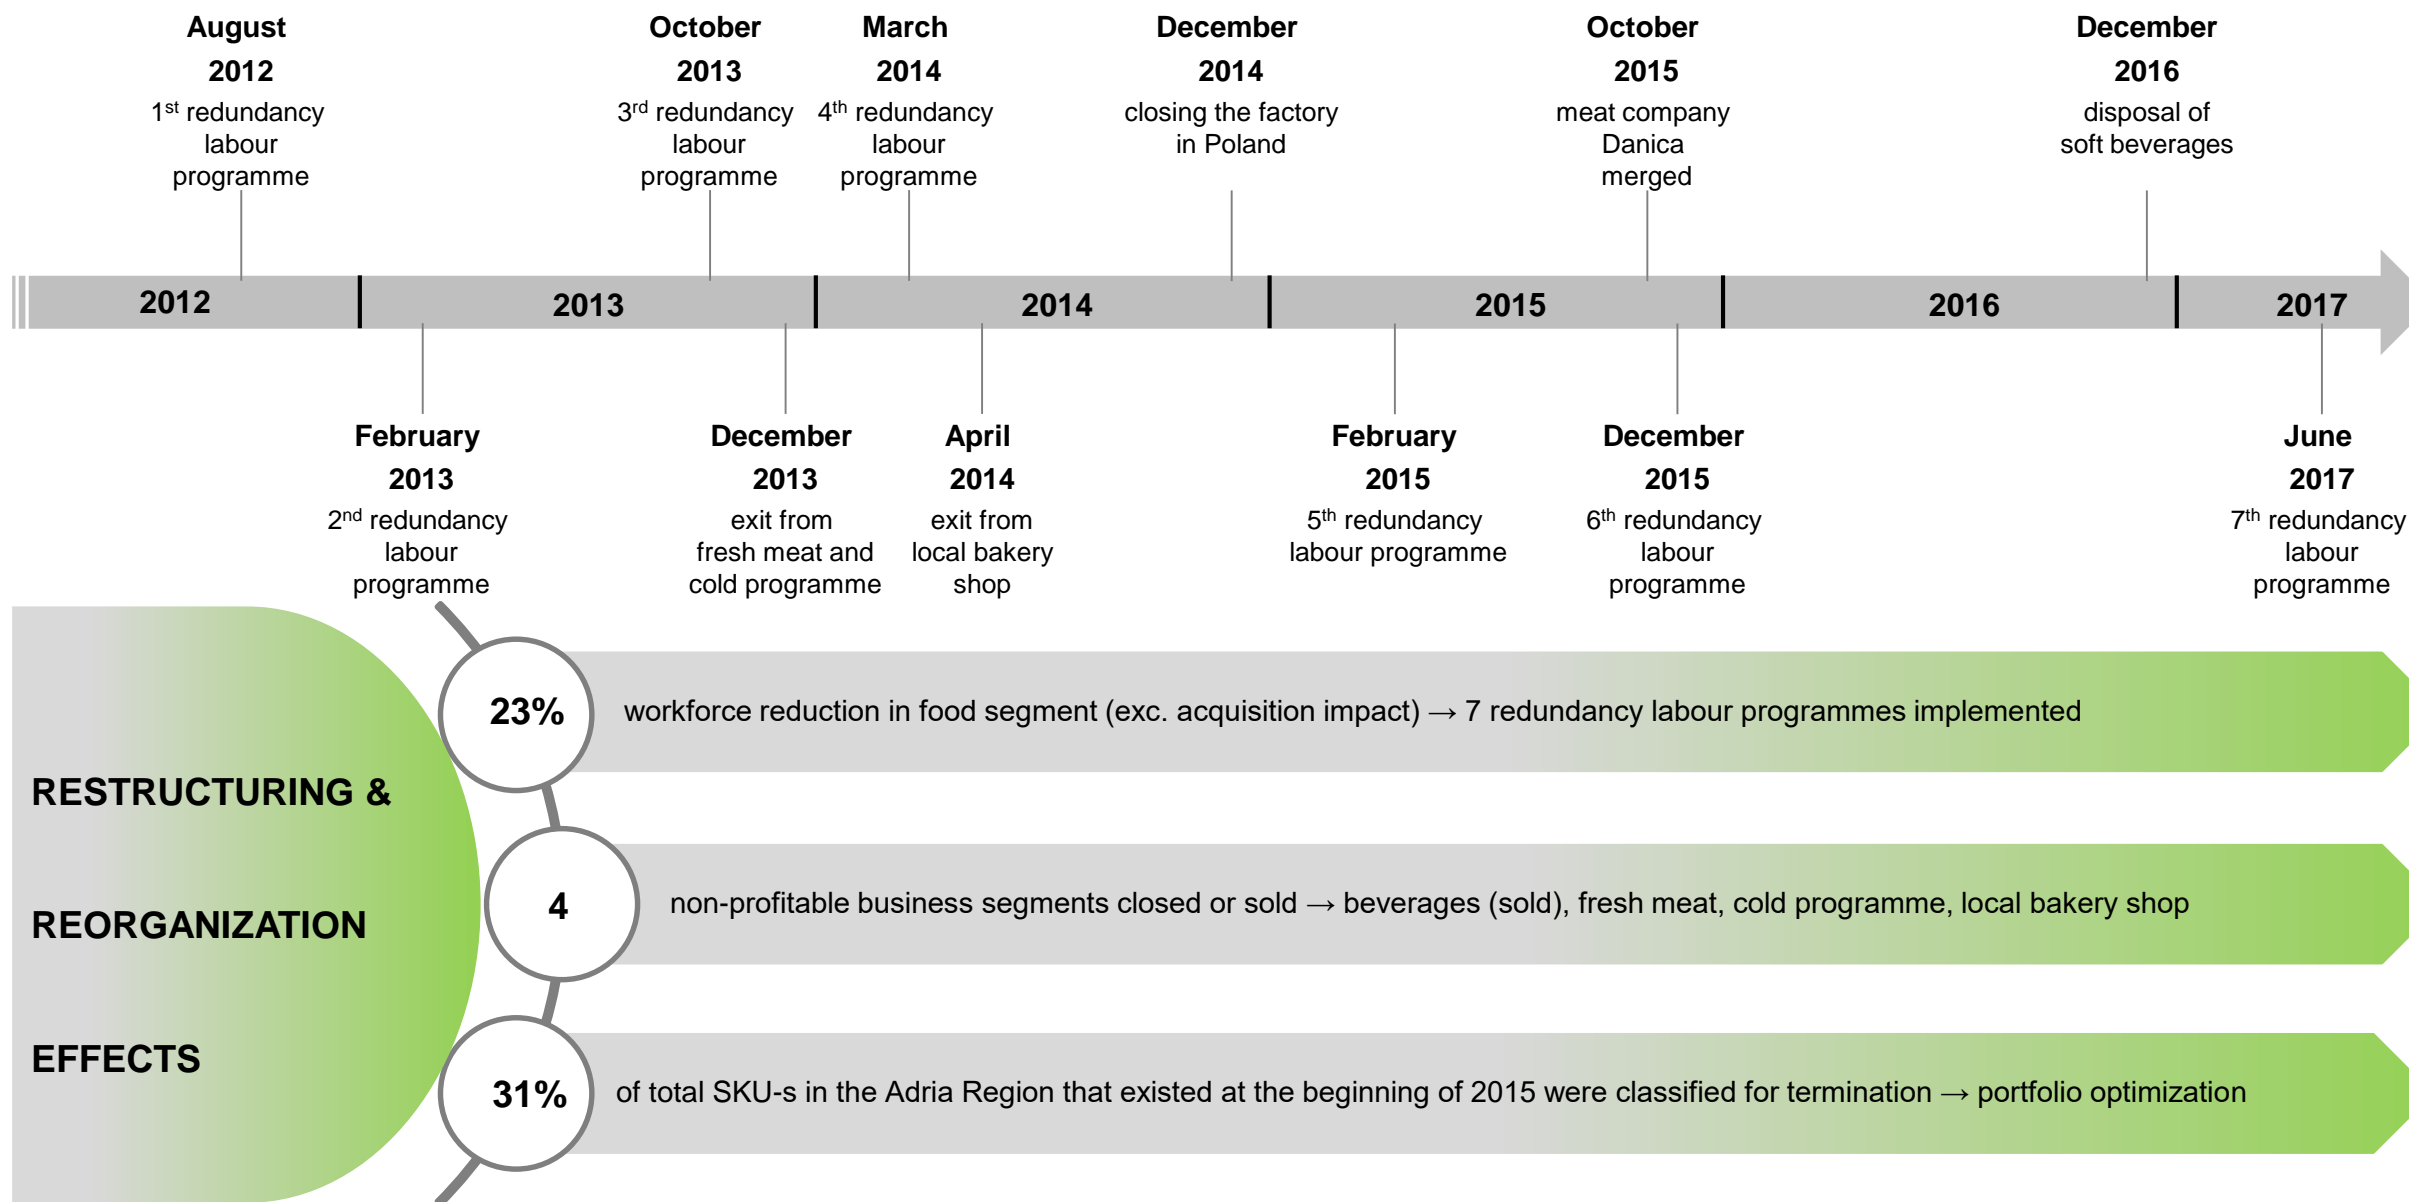 August
2012
1st redundancy
labour
programme
October
2013
3rd redundancy
labour
programme
March
2014
4th redundancy
labour
programme
December
2014
closing the factory
in Poland
October
2015
meat company
Danica
merged
December
2016
disposal of
soft beverages
2012
2013
2014
2015
2016
2017
February
2013
2nd redundancy
labour
programme
December
2013
exit from
fresh meat and
cold programme
April
2014
exit from
local bakery
shop
February
2015
5th redundancy
labour programme
December
2015
6th redundancy
labour
programme
June
2017
7th redundancy
labour
programme
RESTRUCTURING &
REORGANIZATION
EFFECTS
23%
workforce reduction in food segment (exc. acquisition impact) → 7 redundancy labour programmes implemented
4
non-profitable business segments closed or sold → beverages (sold), fresh meat, cold programme, local bakery shop
31%
of total SKU-s in the Adria Region that existed at the beginning of 2015 were classified for termination → portfolio optimization